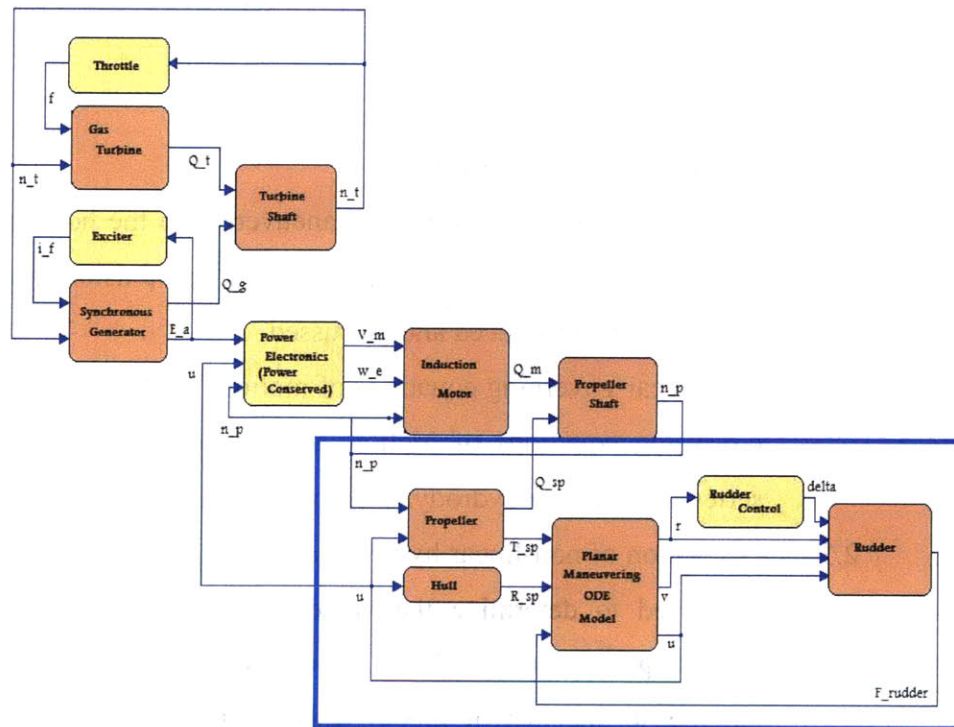 Throttle
f
Gas
Turbine
Q_t
n_t
Turbine
Shaft
n_t
Exciter
i_f
Q_g
Synchronous
Generator
E_a
u
Power
Electronics
(Power
Conserved)
V_m
w_e
n_p
Induction
Motor
Q_m
Propeller
Shaft
n_p
n_p
Q_sp
Propeller
T_sp
Hull
R_sp
u
Planar
Maneuvering
ODE
Model
r
v
u
Rudder
Control
delta
Rudder
F_rudder